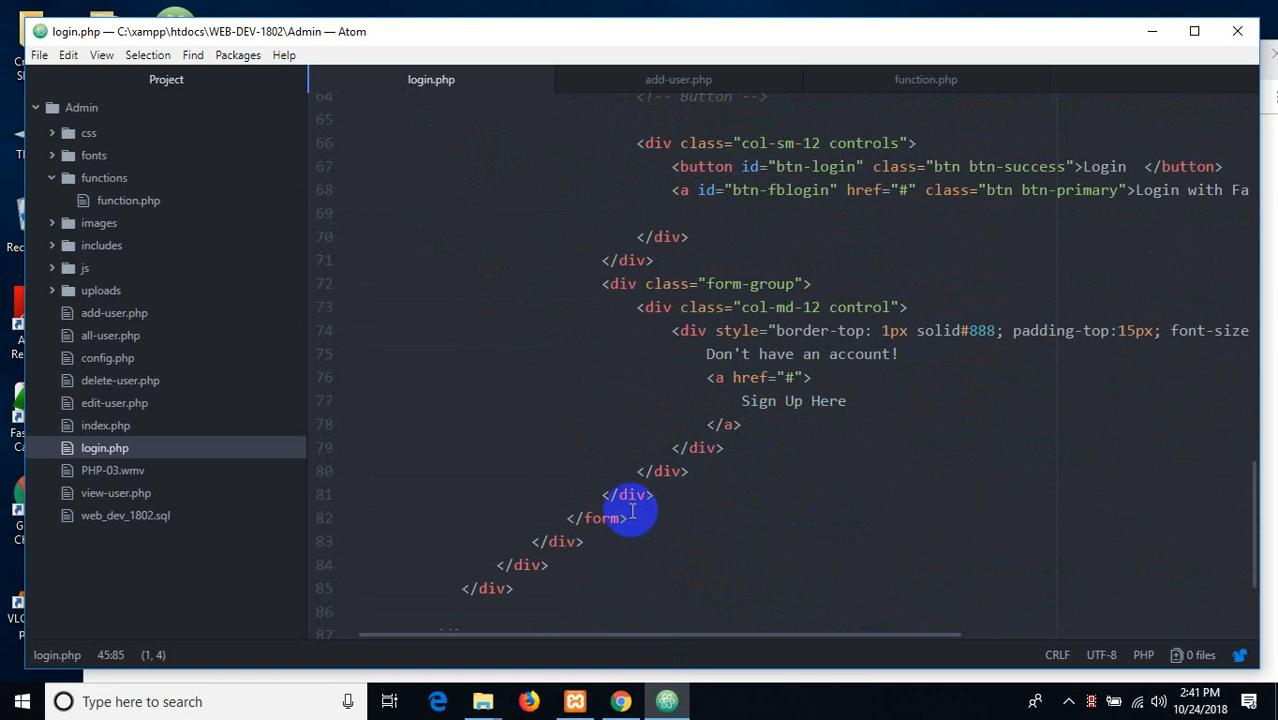 login.php — C:\xampp\htdocs\WEB-DEV-1802\Admin — Atom
File Edit View Selection Find Packages Help
Project
login.php
add-user.php
function.php
Admin
css
fonts
functions
function.php
images
includes
js
uploads
add-user.php
all-user.php
config.php
delete-user.php
edit-user.php
index.php
login.php
PHP-03.wmv
view-user.php
web_dev_1802.sql
64 <!-- Button -->
65
66 <div class="col-sm-12 controls">
67 <button id="btn-login" class="btn btn-success">Login  </button>
68 <a id="btn-fblogin" href="#" class="btn btn-primary">Login with Fa
69
70 </div>
71 </div>
72 <div class="form-group">
73 <div class="col-md-12 control">
74 <div style="border-top: 1px solid#888; padding-top:15px; font-size
75 Don't have an account!
76 <a href="#">
77 Sign Up Here
78 </a>
79 </div>
80 </div>
81 </div>
82 </form>
83 </div>
84 </div>
85 </div>
86
87
login.php 45:85 (1, 4) CRLF UTF-8 PHP 0 files
Type here to search
2:41 PM
10/24/2018